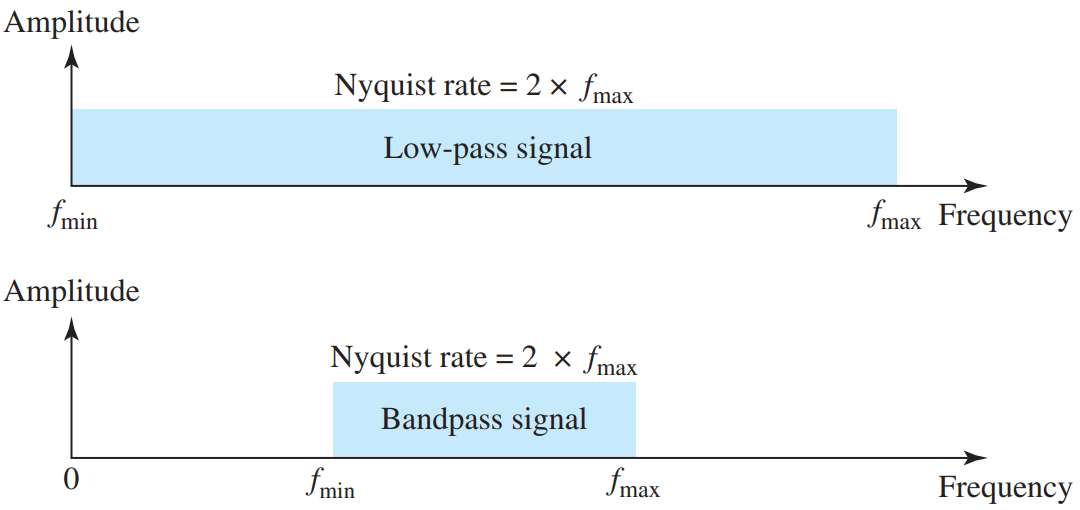 Amplitude
Nyquist rate = 2 × fmax
Low-pass signal
fmin
fmax Frequency
Amplitude
Nyquist rate = 2 × fmax
Bandpass signal
0
fmin
fmax
Frequency